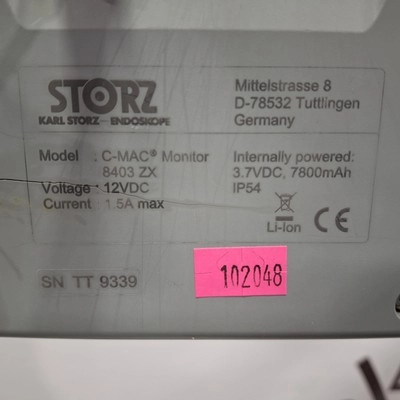 STORZ
KARL STORZ—ENDOSKOPE
Mittelstrasse 8
D-78532 Tuttlingen
Germany
Model : C-MAC® Monitor
8403 ZX
Voltage : 12VDC
Current : 1.5A max
Internally powered:
3.7VDC, 7800mAh
IP54
Li-Ion
CE
SN TT 9339
102048